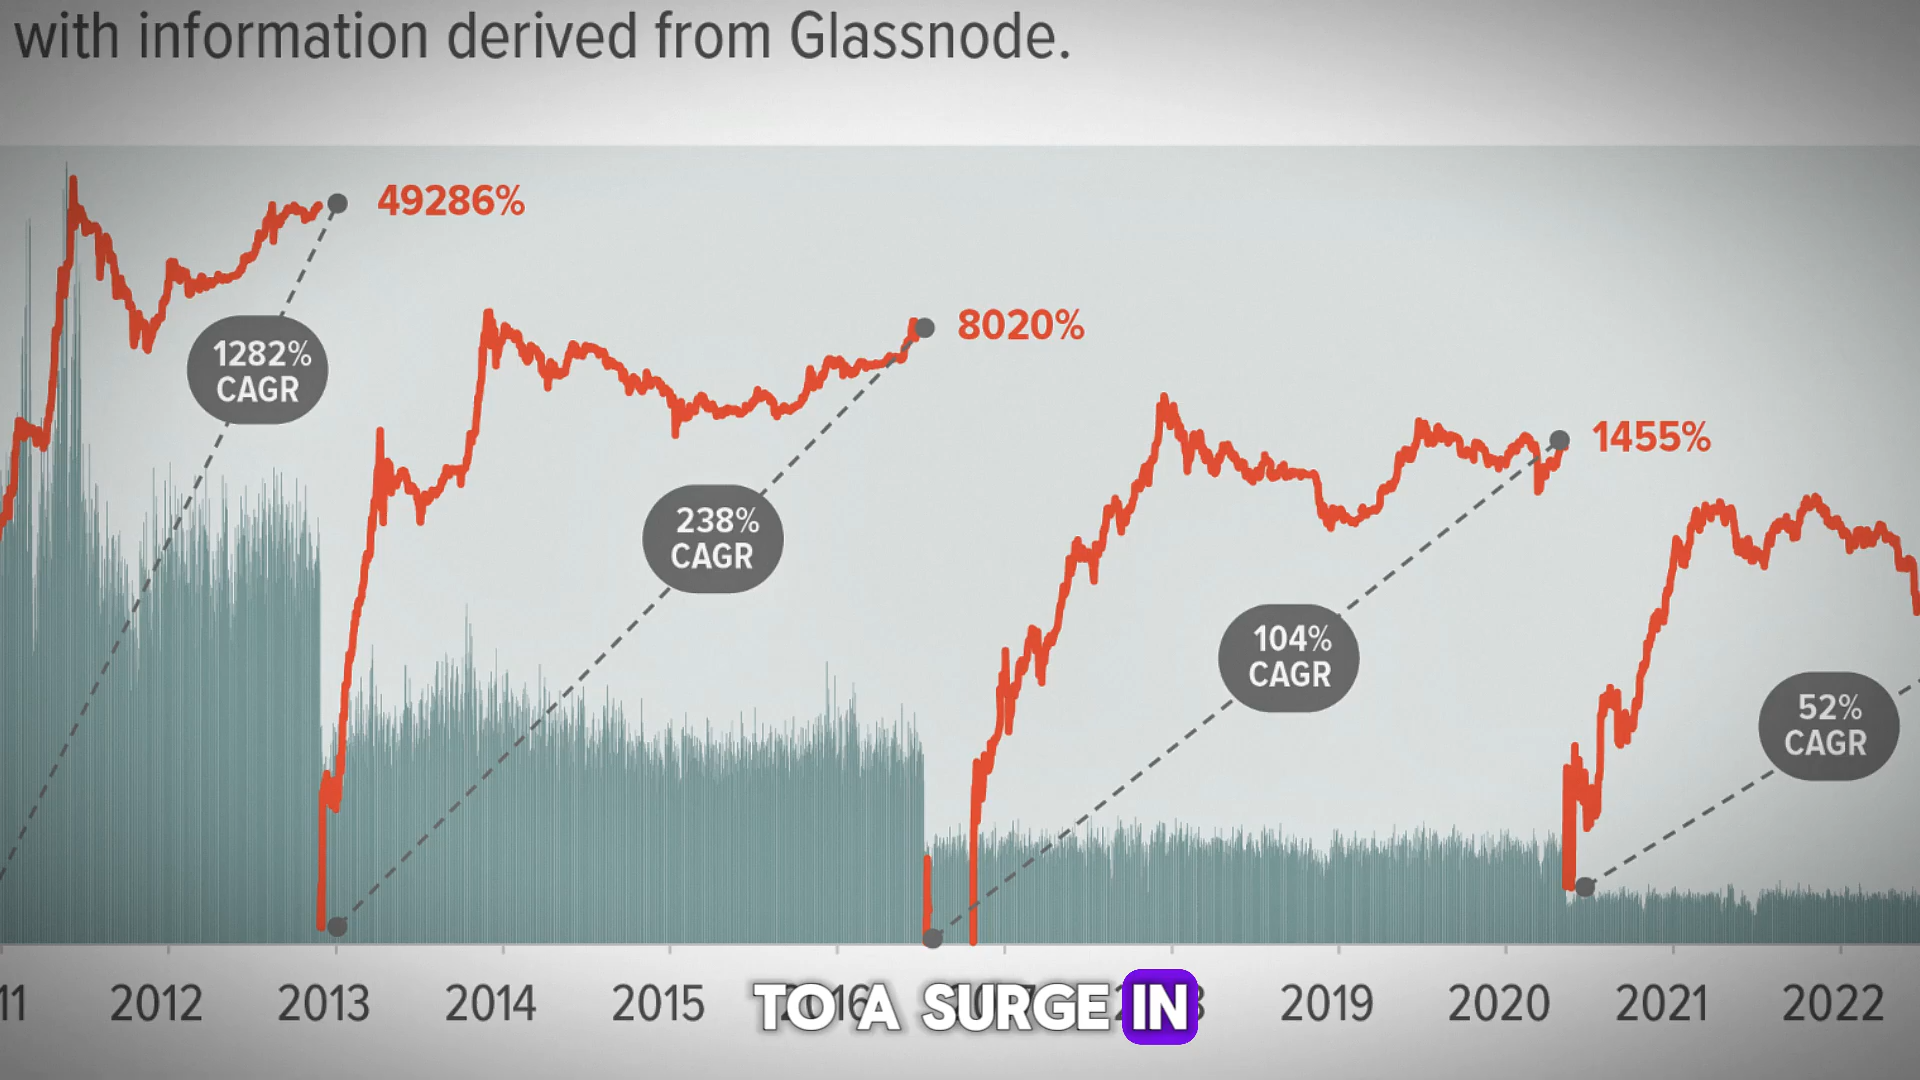 with information derived from Glassnode.
49286%
8020%
1455%
1282%
CAGR
238%
CAGR
104%
CAGR
52%
CAGR
11 2012 2013 2014 2015 2019 2020 2021 2022
TO A SURGE IN